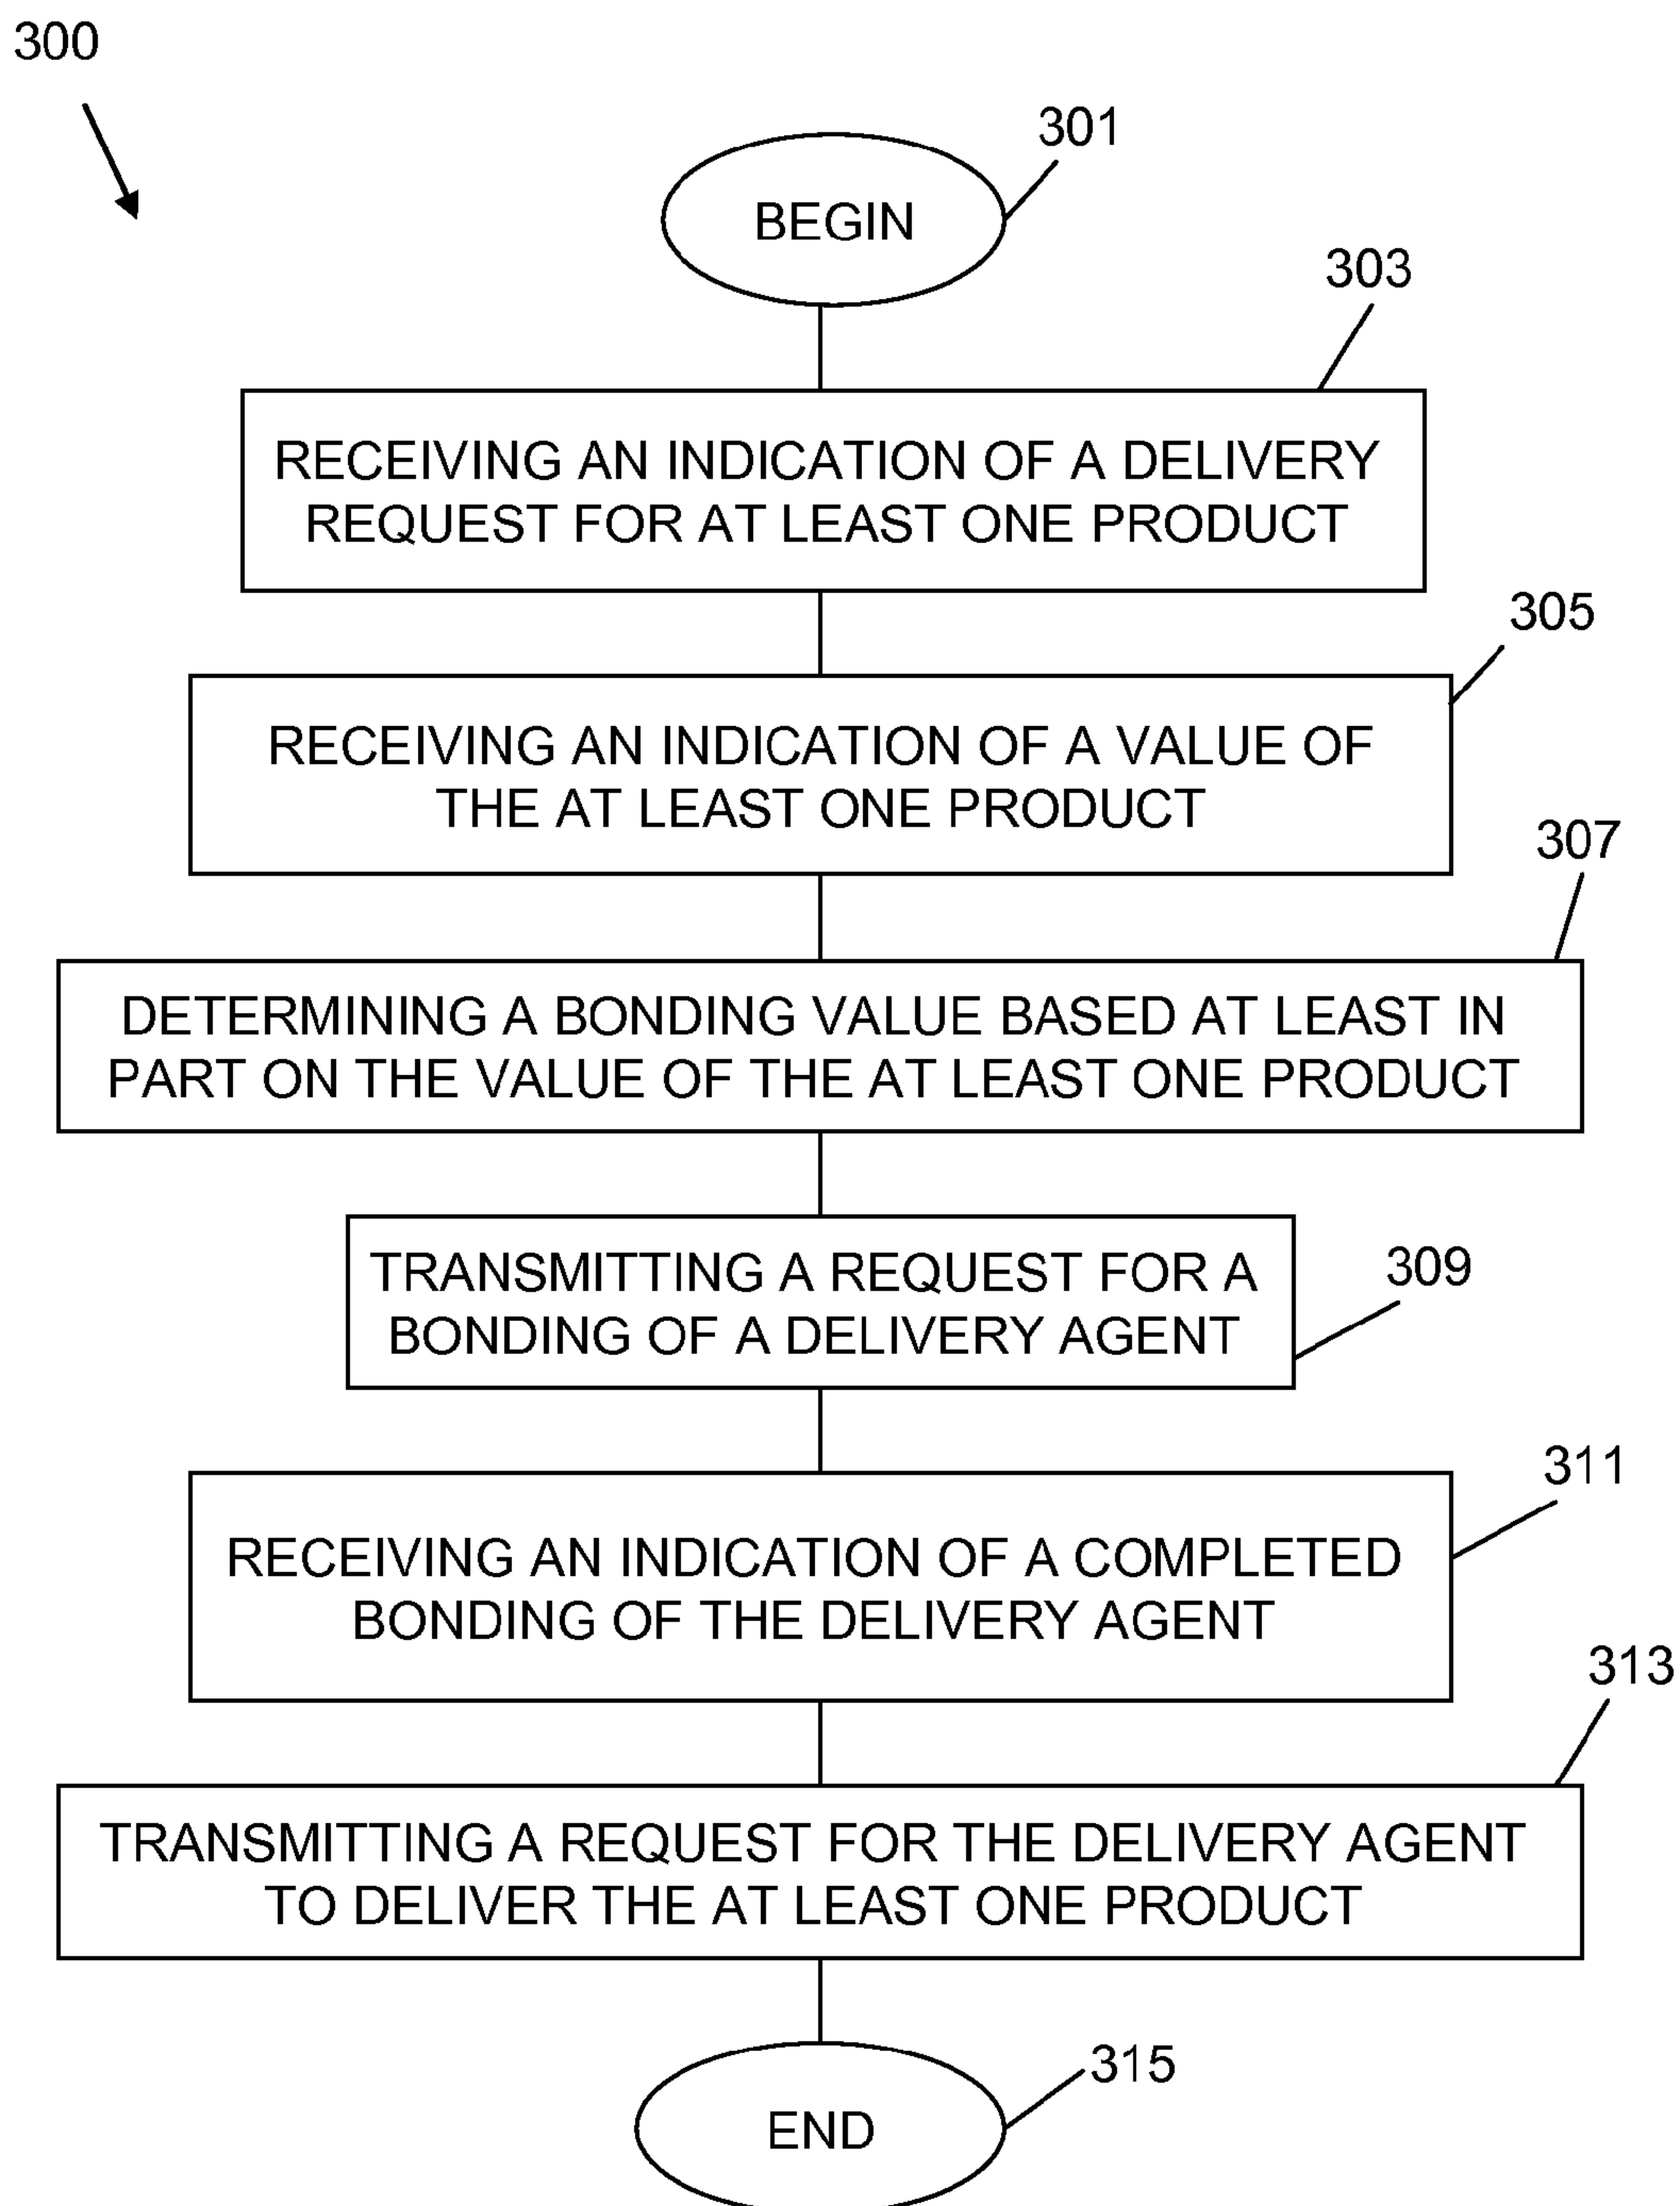 300
301
BEGIN
303
RECEIVING AN INDICATION OF A DELIVERY
REQUEST FOR AT LEAST ONE PRODUCT
305
RECEIVING AN INDICATION OF A VALUE OF
THE AT LEAST ONE PRODUCT
307
DETERMINING A BONDING VALUE BASED AT LEAST IN
PART ON THE VALUE OF THE AT LEAST ONE PRODUCT
309
TRANSMITTING A REQUEST FOR A
BONDING OF A DELIVERY AGENT
311
RECEIVING AN INDICATION OF A COMPLETED
BONDING OF THE DELIVERY AGENT
313
TRANSMITTING A REQUEST FOR THE DELIVERY AGENT
TO DELIVER THE AT LEAST ONE PRODUCT
315
END